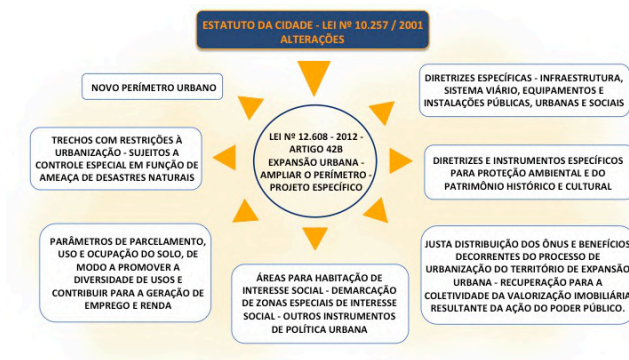 ESTATUTO DA CIDADE - LEI Nº 10.257 / 2001
ALTERAÇÕES
NOVO PERÍMETRO URBANO
DIRETRIZES ESPECÍFICAS - INFRAESTRUTURA,
SISTEMA VIÁRIO, EQUIPAMENTOS E
INSTALAÇÕES PÚBLICAS, URBANAS E SOCIAIS
TRECHOS COM RESTRIÇÕES À
URBANIZAÇÃO - SUJEITOS A
CONTROLE ESPECIAL EM FUNÇÃO DE
AMEAÇA DE DESASTRES NATURAIS
LEI Nº 12.608 - 2012 -
ARTIGO 42B
EXPANSÃO URBANA -
AMPLIAR O PERÍMETRO -
PROJETO ESPECÍFICO
DIRETRIZES E INSTRUMENTOS ESPECÍFICOS
PARA PROTEÇÃO AMBIENTAL E DO
PATRIMÔNIO HISTÓRICO E CULTURAL
PARÂMETROS DE PARCELAMENTO,
USO E OCUPAÇÃO DO SOLO, DE
MODO A PROMOVER A
DIVERSIDADE DE USOS E
CONTRIBUIR PARA A GERAÇÃO DE
EMPREGO E RENDA
ÁREAS PARA HABITAÇÃO DE
INTERESSE SOCIAL - DEMARCAÇÃO
DE ZONAS ESPECIAIS DE INTERESSE
SOCIAL - OUTROS INSTRUMENTOS
DE POLÍTICA URBANA
JUSTA DISTRIBUIÇÃO DOS ÔNUS E BENEFÍCIOS
DECORRENTES DO PROCESSO DE
URBANIZAÇÃO DO TERRITÓRIO DE EXPANSÃO
URBANA - RECUPERAÇÃO PARA A
COLETIVIDADE DA VALORIZAÇÃO IMOBILIÁRIA
RESULTANTE DA AÇÃO DO PODER PÚBLICO.